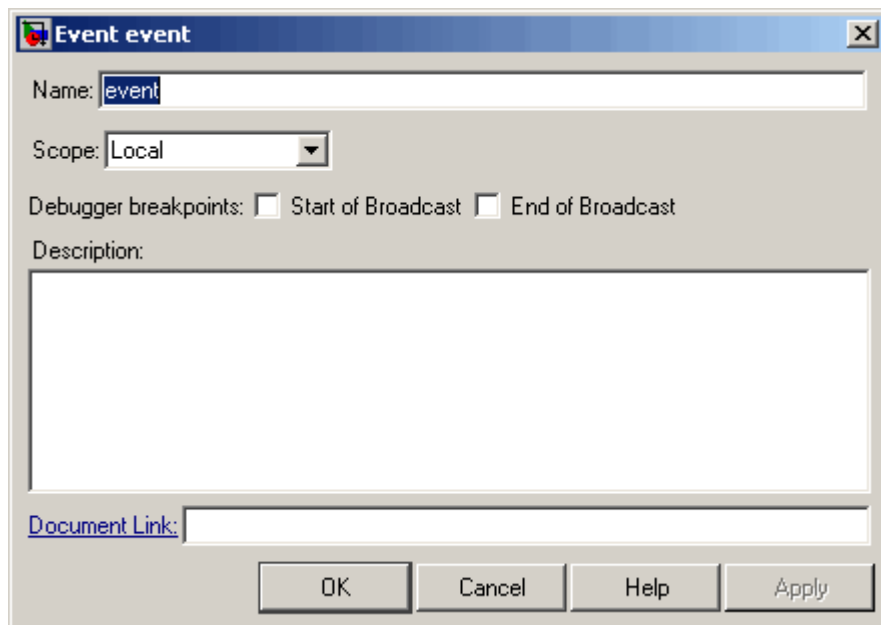 Event event
Name: event
Scope: Local
Debugger breakpoints: Start of Broadcast End of Broadcast
Description:
Document Link:
OK Cancel Help Apply